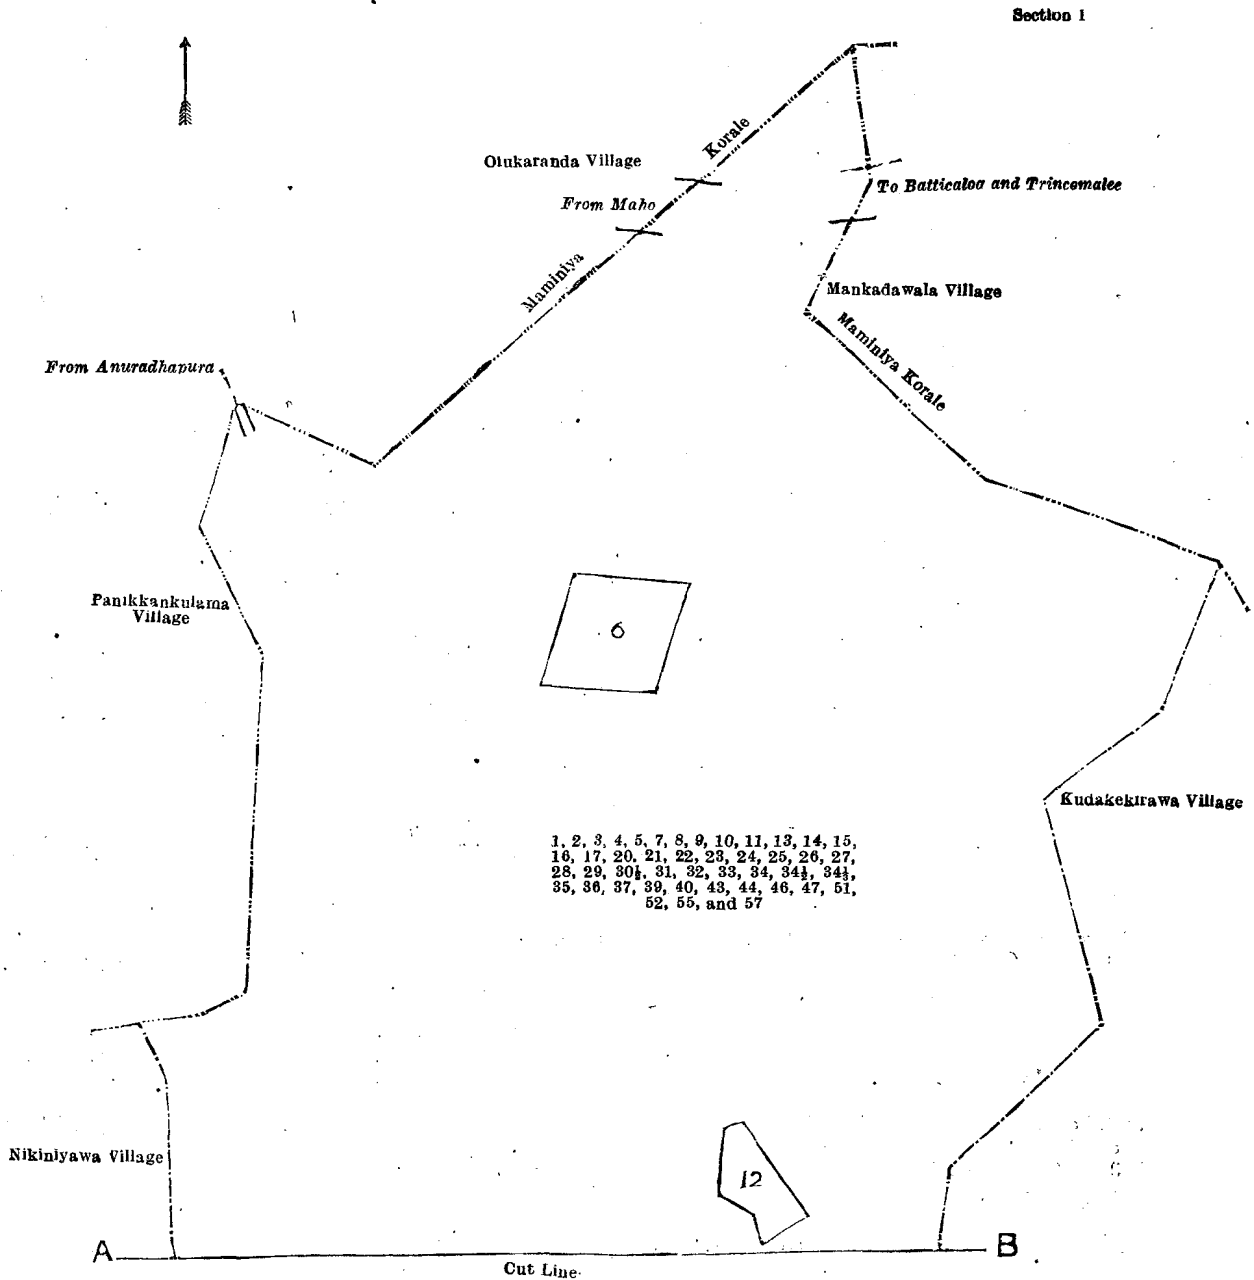 Section 1
Korale
Olukaranda Village
To Batticaloa and Trincomalee
From Maho
Maminiya
Mankadawala Village
Maminiya Korale
From Anuradhapura
Panikkankulama
Village
6
Kudakekirawa Village
1, 2, 3, 4, 5, 7, 8, 9, 10, 11, 13, 14, 15,
16, 17, 20. 21, 22, 23, 24, 25, 26, 27,
28, 29, 30½, 31, 32, 33, 34, 34½, 34⅓,
35, 36, 37, 39, 40, 43, 44, 46, 47, 51,
52, 55, and 57
Nikiniyawa Village
12
A
B
Cut Line